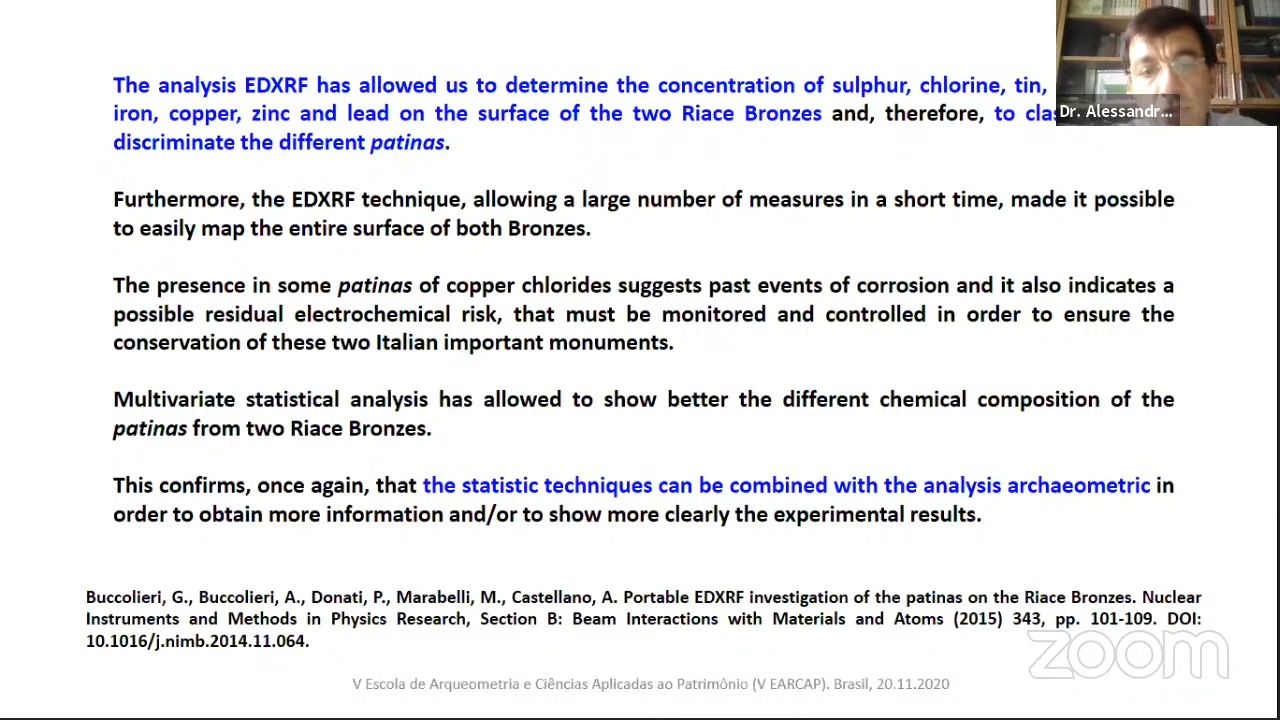 The analysis EDXRF has allowed us to determine the concentration of sulphur, chlorine, tin,
iron, copper, zinc and lead on the surface of the two Riace Bronzes and, therefore, to
discriminate the different patinas.
Furthermore, the EDXRF technique, allowing a large number of measures in a short time, made it possible
to easily map the entire surface of both Bronzes.
The presence in some patinas of copper chlorides suggests past events of corrosion and it also indicates a
possible residual electrochemical risk, that must be monitored and controlled in order to ensure the
conservation of these two Italian important monuments.
Multivariate statistical analysis has allowed to show better the different chemical composition of the
patinas from two Riace Bronzes.
This confirms, once again, that the statistic techniques can be combined with the analysis archaeometric in
order to obtain more information and/or to show more clearly the experimental results.
Buccolieri, G., Buccolieri, A., Donati, P., Marabelli, M., Castellano, A. Portable EDXRF investigation of the patinas on the Riace Bronzes. Nuclear
Instruments and Methods in Physics Research, Section B: Beam Interactions with Materials and Atoms (2015) 343, pp. 101-109. DOI:
10.1016/j.nimb.2014.11.064.
V Escola de Arqueometria e Ciências Aplicadas ao Patrimônio (V EARCAP). Brasil, 20.11.2020
Dr. Alessandr...
zoom